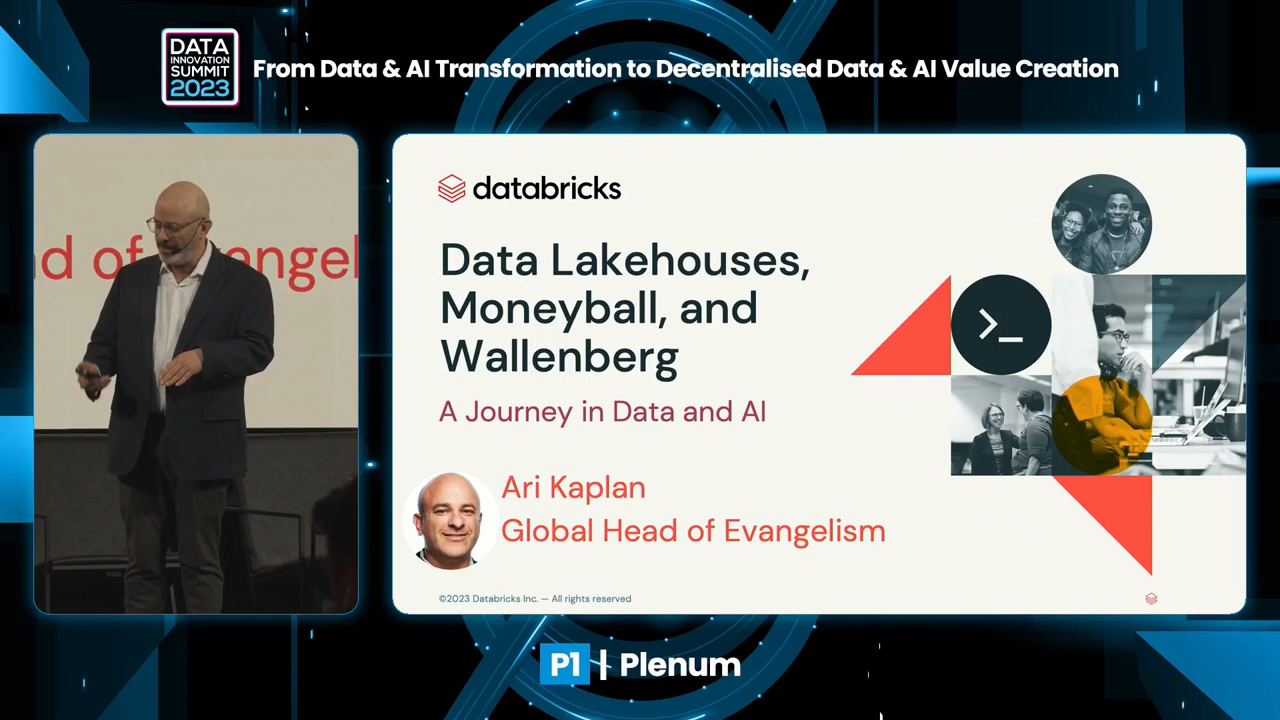 DATA
INNOVATION
SUMMIT
2023
From Data & AI Transformation to Decentralised Data & AI Value Creation
d of Evangel
databricks
Data Lakehouses,
Moneyball, and
Wallenberg
A Journey in Data and AI
Ari Kaplan
Global Head of Evangelism
©2023 Databricks Inc. — All rights reserved
P1 | Plenum